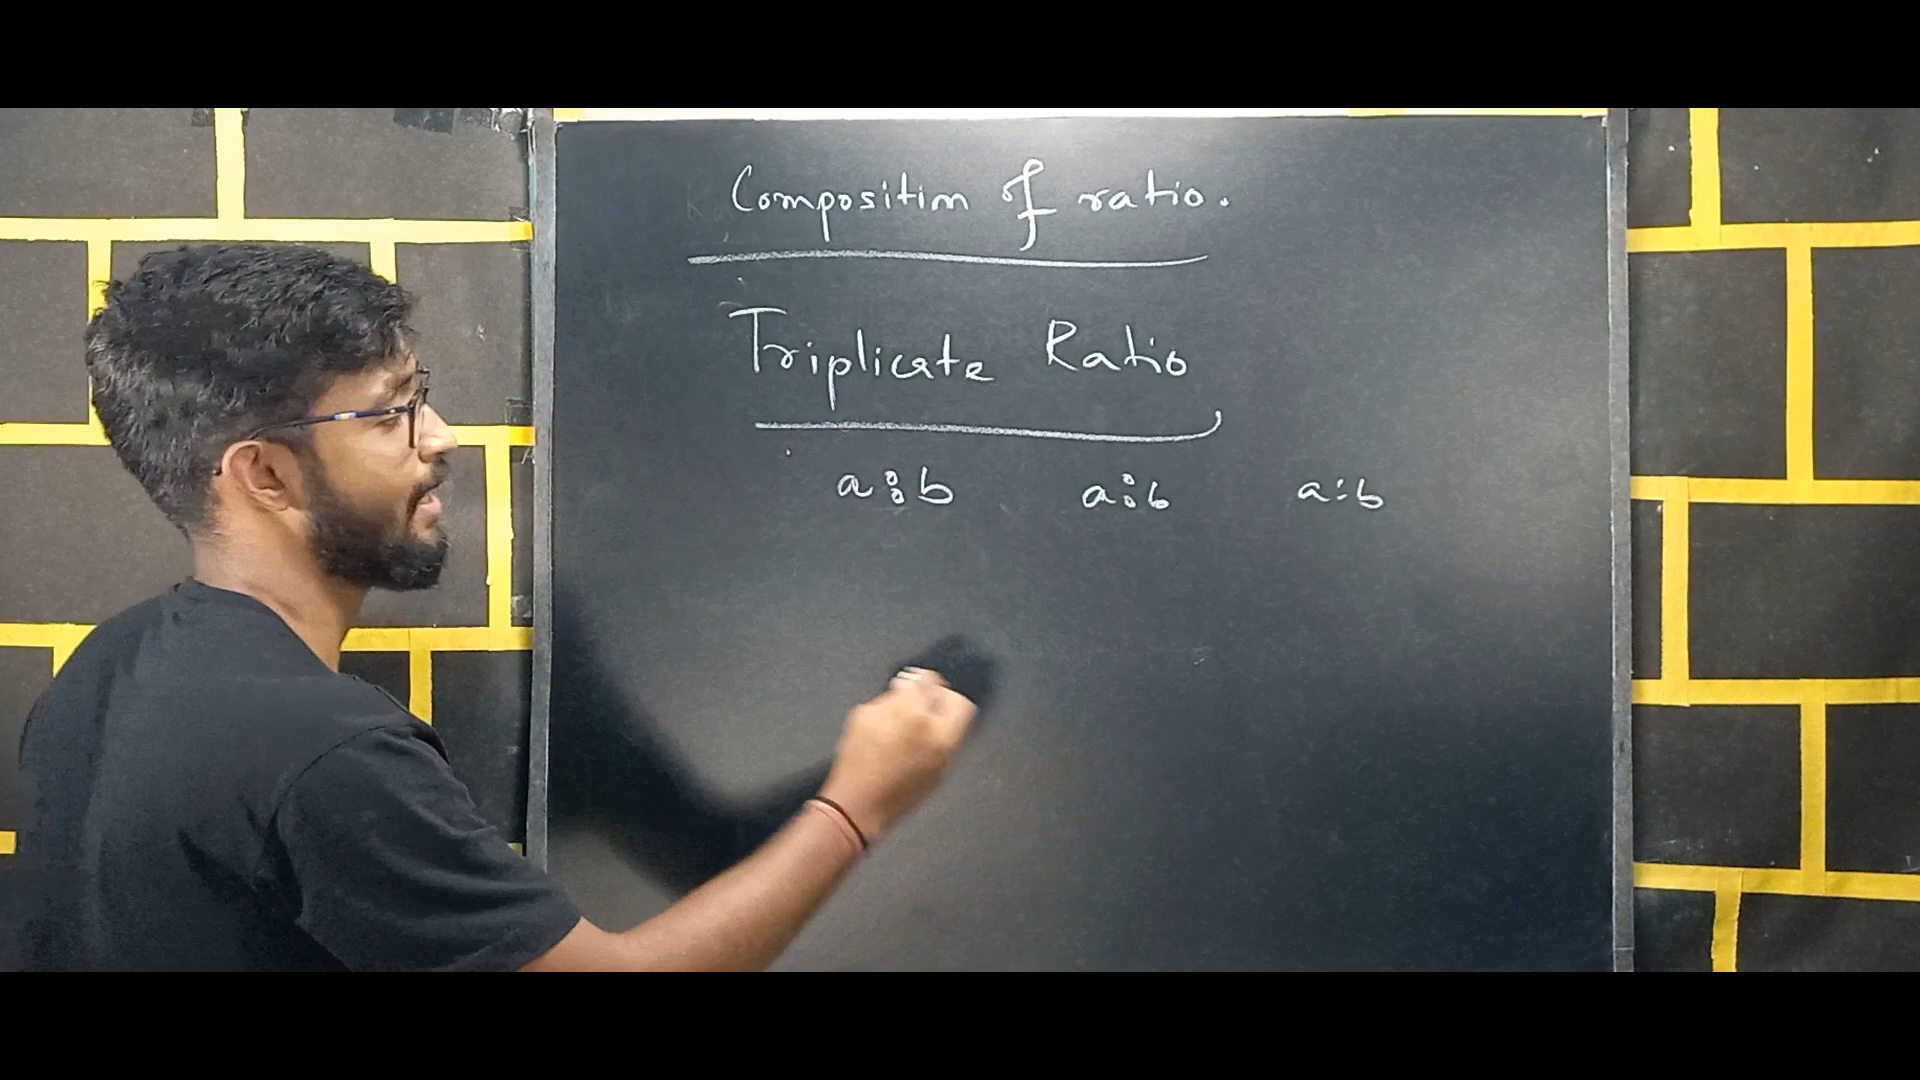 Composition of ratio.
Triplicate Ratio
a:b a:b a:b